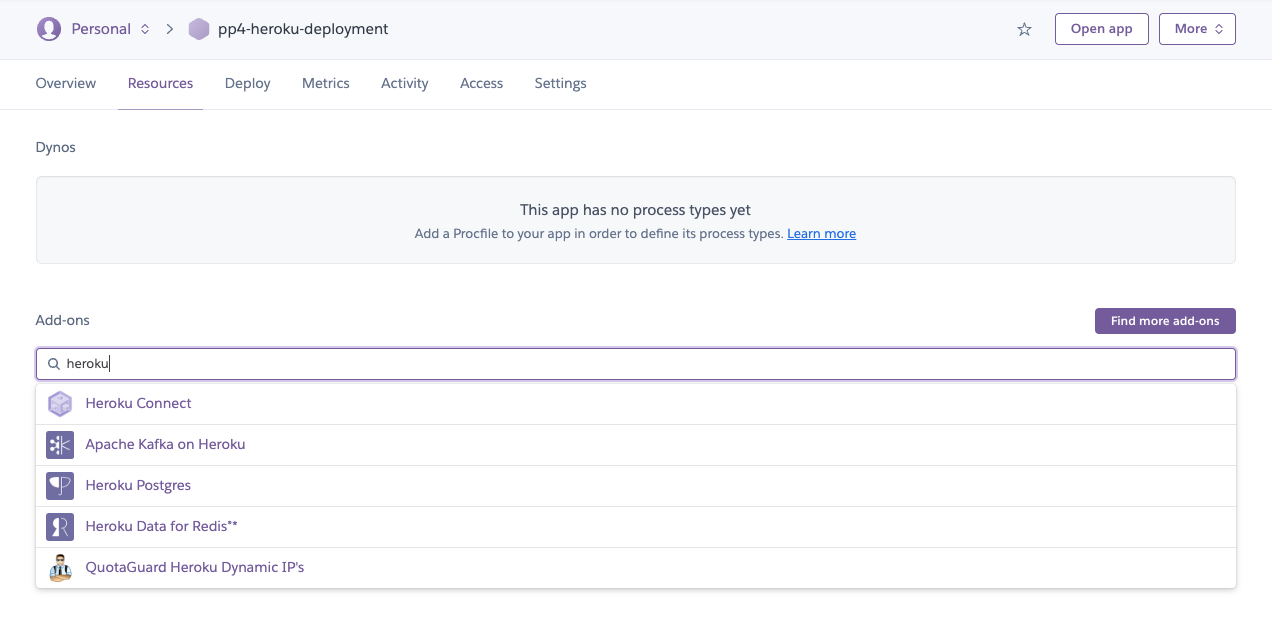 Personal > pp4-heroku-deployment Open app More
Overview Resources Deploy Metrics Activity Access Settings
Dynos
This app has no process types yet
Add a Procfile to your app in order to define its process types. Learn more
Add-ons Find more add-ons
heroku
Heroku Connect
Apache Kafka on Heroku
Heroku Postgres
Heroku Data for Redis**
QuotaGuard Heroku Dynamic IP's